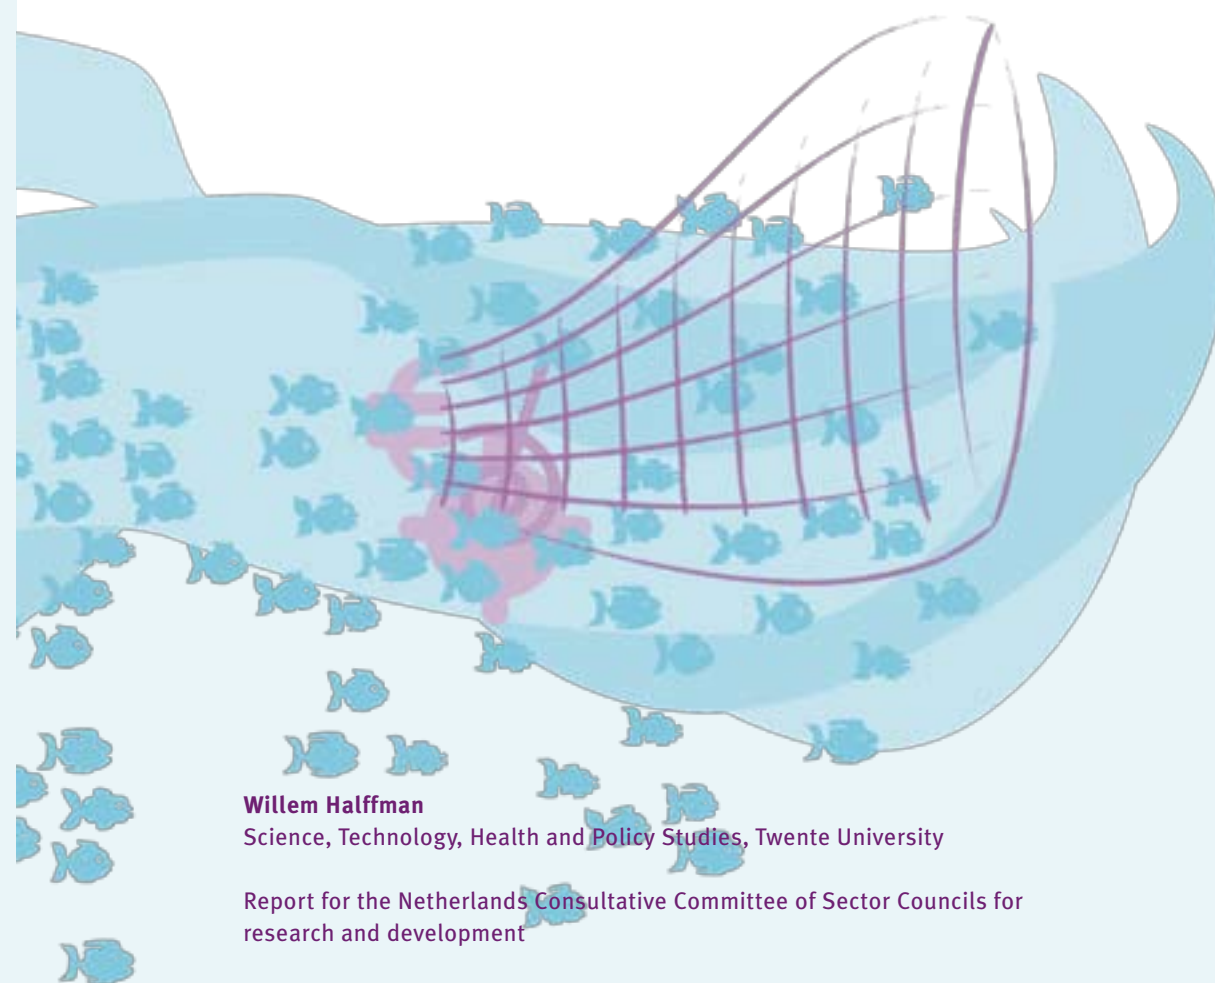 Willem Halffman
Science, Technology, Health and Policy Studies, Twente University
Report for the Netherlands Consultative Committee of Sector Councils for
research and development